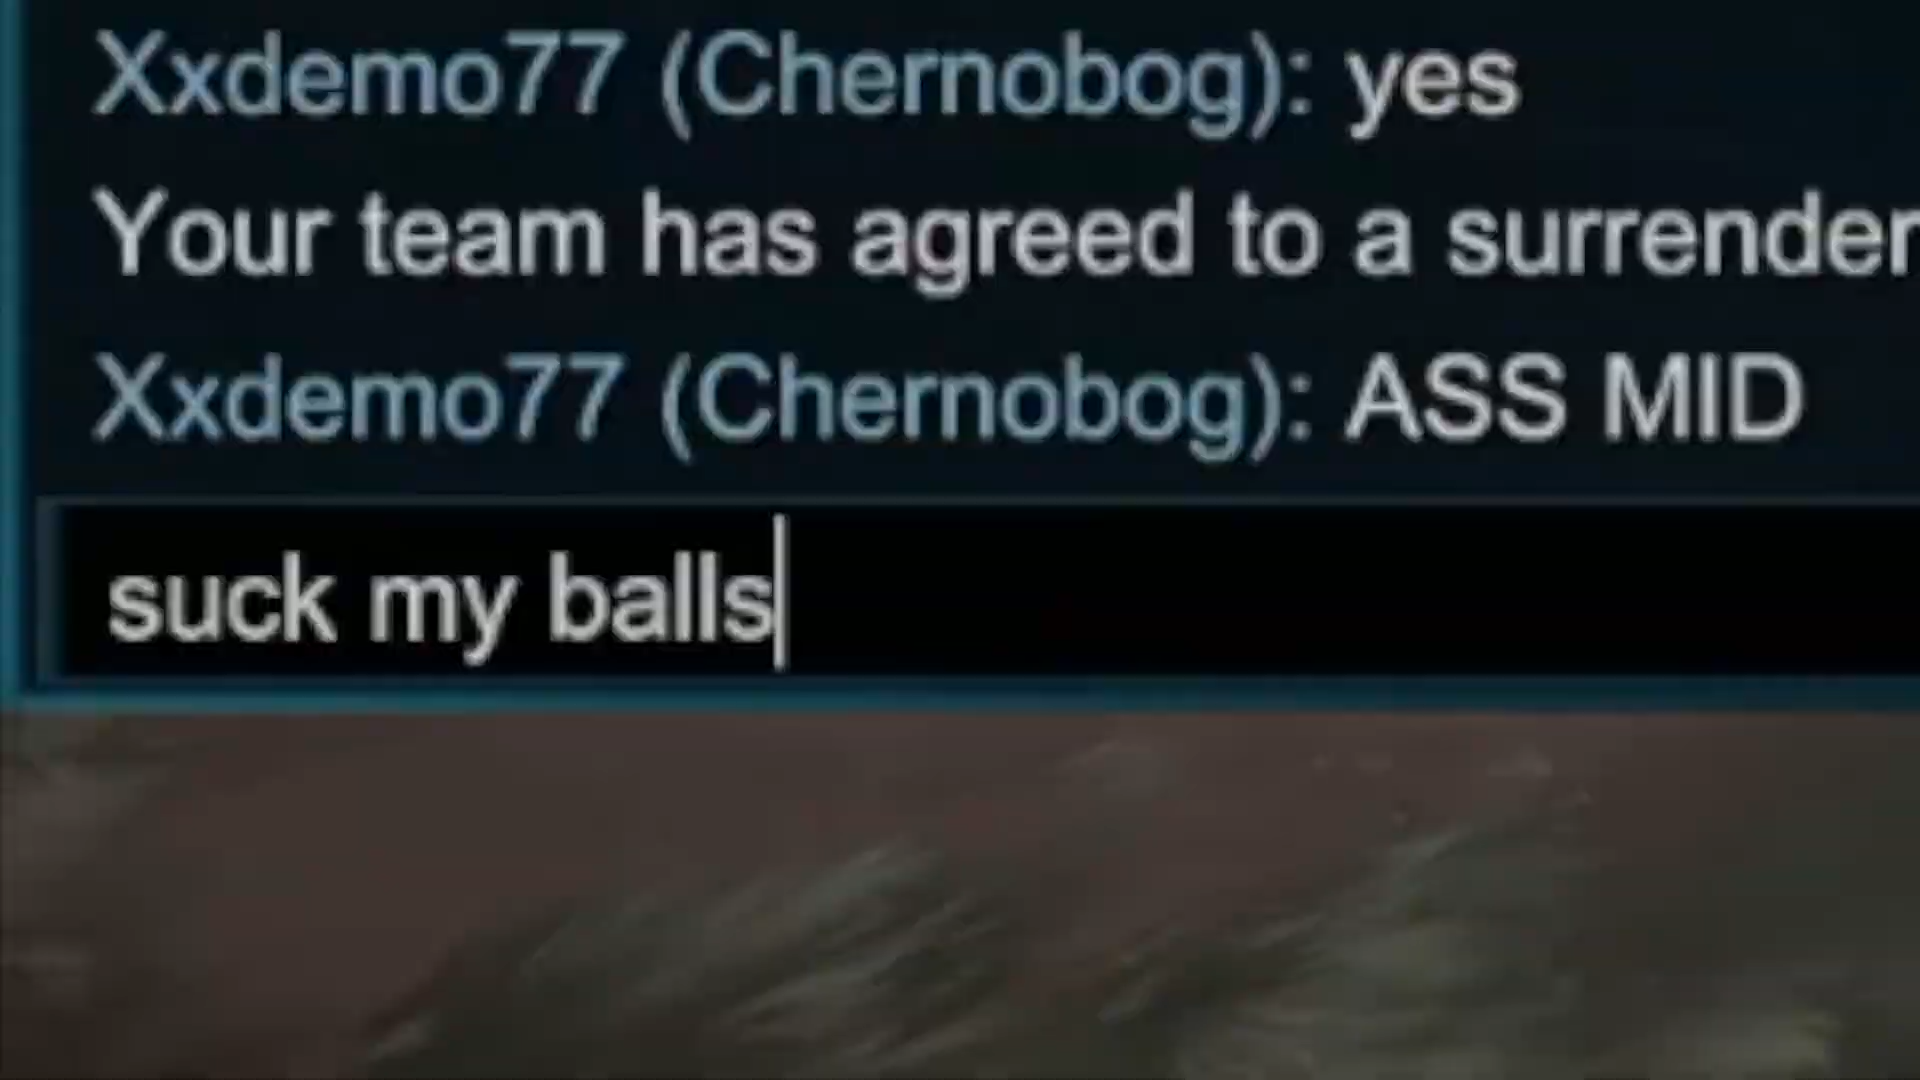 Xxdemo77 (Chernobog): yes
Your team has agreed to a surrender
Xxdemo77 (Chernobog): ASS MID
suck my balls